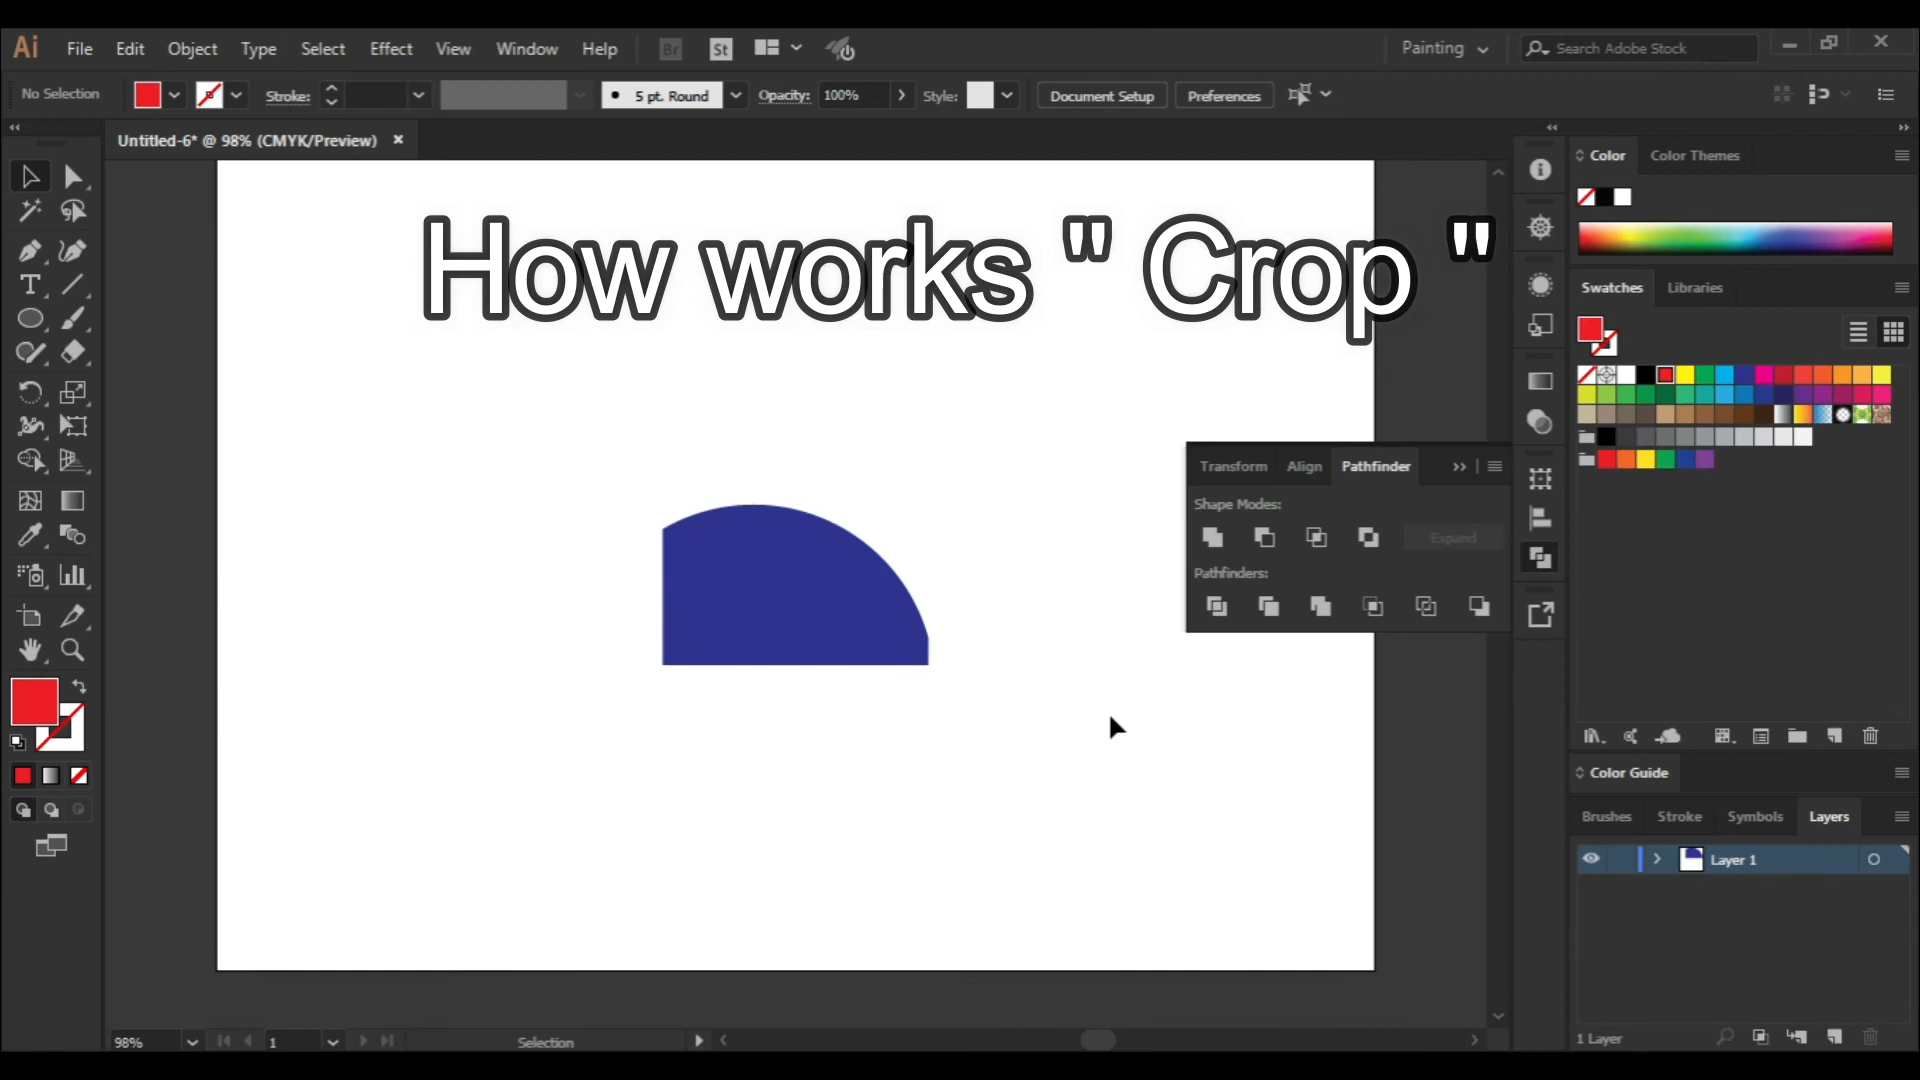 Ai File Edit Object Type Select Effect View Window Help Br St Painting Search Adobe Stock
No Selection Stroke: 5 pt. Round Opacity: 100% Style: Document Setup Preferences
Untitled-6* @ 98% (CMYK/Preview)
How works " Crop "
Transform Align Pathfinder
Shape Modes:
Expand
Pathfinders:
Color Color Themes
Swatches Libraries
Color Guide
Brushes Stroke Symbols Layers
Layer 1
1 Layer
98% 1 Selection